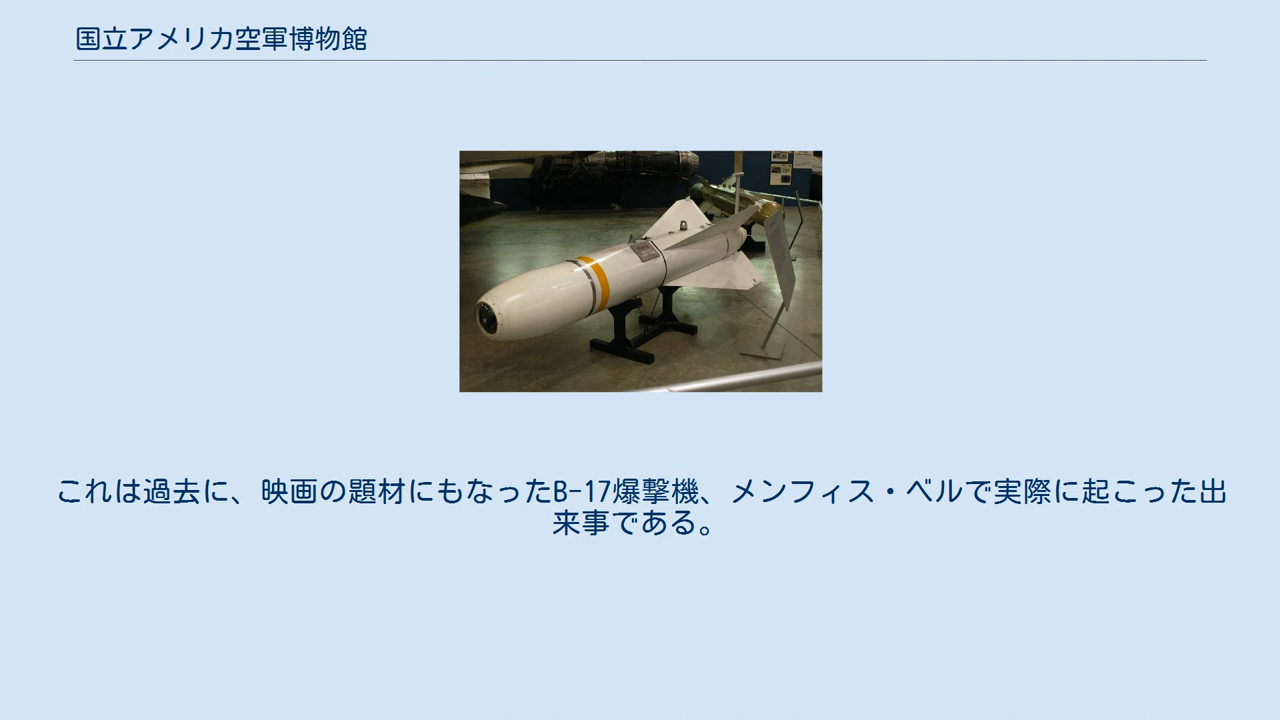 国立アメリカ空軍博物館
これは過去に、映画の題材にもなったB-17爆撃機、メンフィス・ベルで実際に起こった出
来事である。